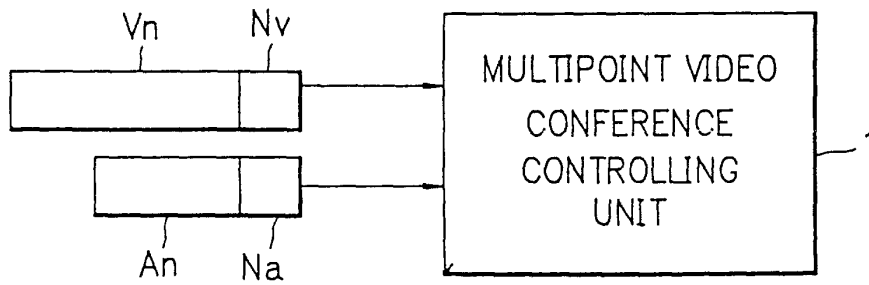 Vn Nv
MULTIPOINT VIDEO
CONFERENCE
CONTROLLING
UNIT
An Na